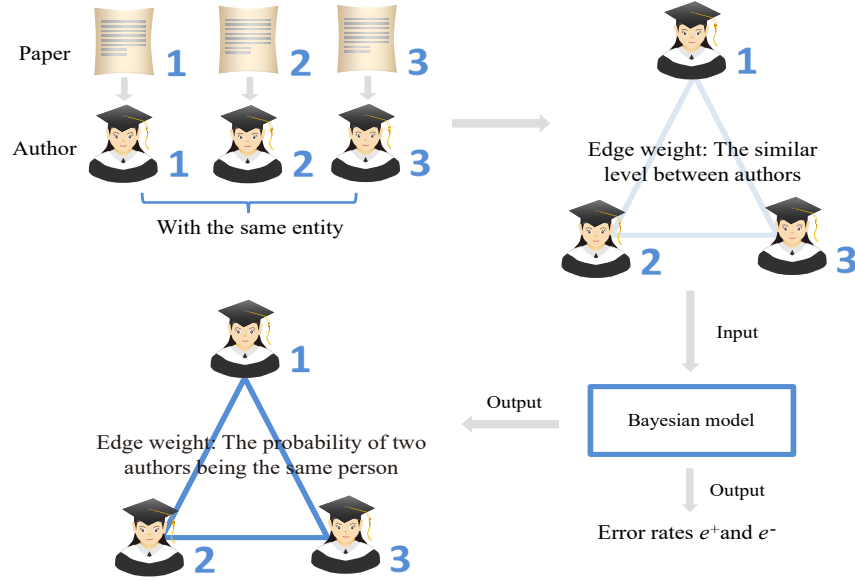 Paper
1
2
3
Author
1
2
3
With the same entity
1
Edge weight: The similar
level between authors
2
3
Input
Bayesian model
Output
Output
Error rates e⁺and e⁻
1
Edge weight: The probability of two
authors being the same person
2
3